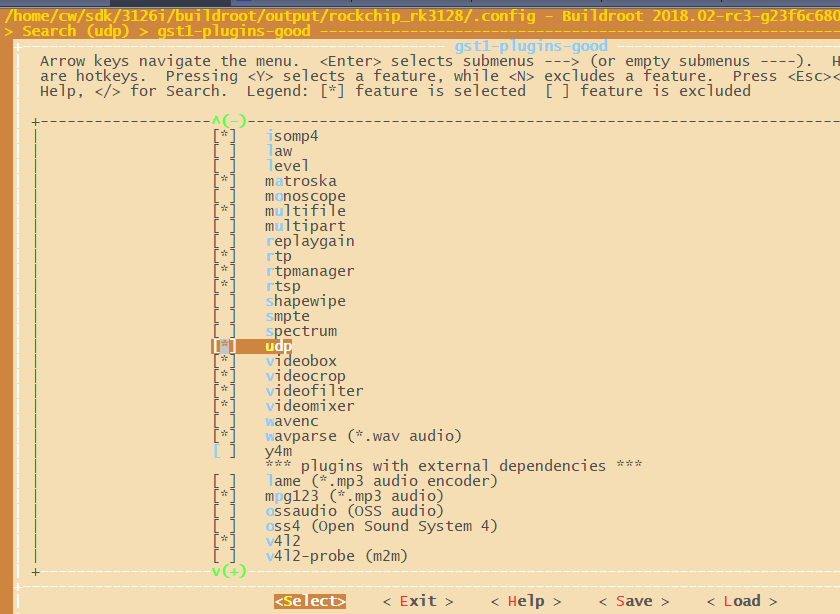 /home/cw/sdk/3126i/buildroot/output/rockchip_rk3128/.config - Buildroot 2018.02-rc3-g23f6c680
> Search (udp) > gst1-plugins-good
gst1-plugins-good
Arrow keys navigate the menu. <Enter> selects submenus ---> (or empty submenus ----). H
are hotkeys. Pressing <Y> selects a feature, while <N> excludes a feature. Press <Esc><
Help, </> for Search. Legend: [*] feature is selected [ ] feature is excluded
^(-)
[*] isomp4
[ ] law
[ ] level
[*] matroska
[ ] monoscope
[*] multifile
[ ] multipart
[ ] replaygain
[*] rtp
[*] rtpmanager
[*] rtsp
[ ] shapewipe
[ ] smpte
[ ] spectrum
[*] udp
[*] videobox
[*] videocrop
[*] videofilter
[*] videomixer
[ ] wavenc
[*] wavparse (*.wav audio)
[ ] y4m
*** plugins with external dependencies ***
[ ] lame (*.mp3 audio encoder)
[*] mpg123 (*.mp3 audio)
[ ] ossaudio (OSS audio)
[ ] oss4 (Open Sound System 4)
[*] v4l2
[ ] v4l2-probe (m2m)
v(+)
<Select> < Exit > < Help > < Save > < Load >